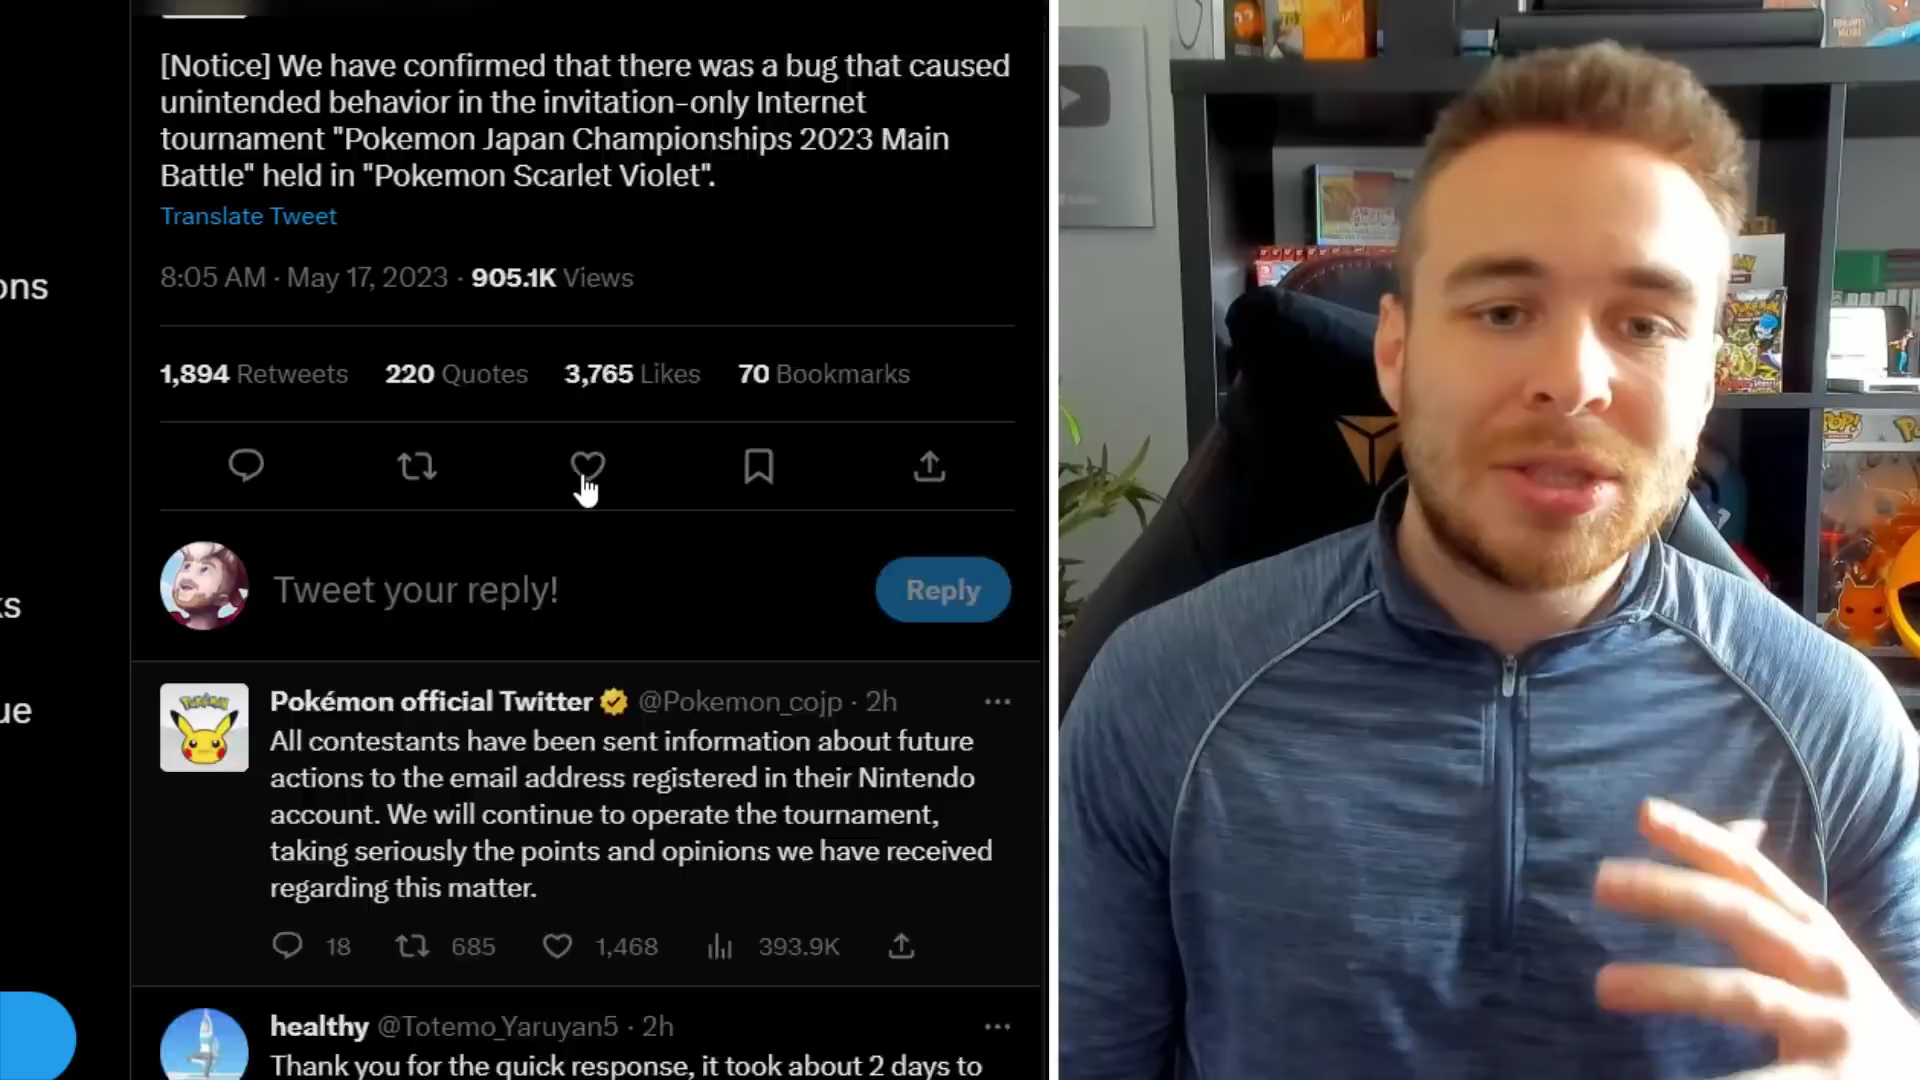 [Notice] We have confirmed that there was a bug that caused
unintended behavior in the invitation-only Internet
tournament "Pokemon Japan Championships 2023 Main
Battle" held in "Pokemon Scarlet Violet".
Translate Tweet
ons
8:05 AM · May 17, 2023 · 905.1K Views
1,894 Retweets 220 Quotes 3,765 Likes 70 Bookmarks
Tweet your reply!
Reply
ks
ue
Pokémon official Twitter @Pokemon_cojp · 2h
All contestants have been sent information about future
actions to the email address registered in their Nintendo
account. We will continue to operate the tournament,
taking seriously the points and opinions we have received
regarding this matter.
18 685 1,468 393.9K
healthy @Totemo_Yaruyan5 · 2h
Thank you for the quick response, it took about 2 days to
POP!